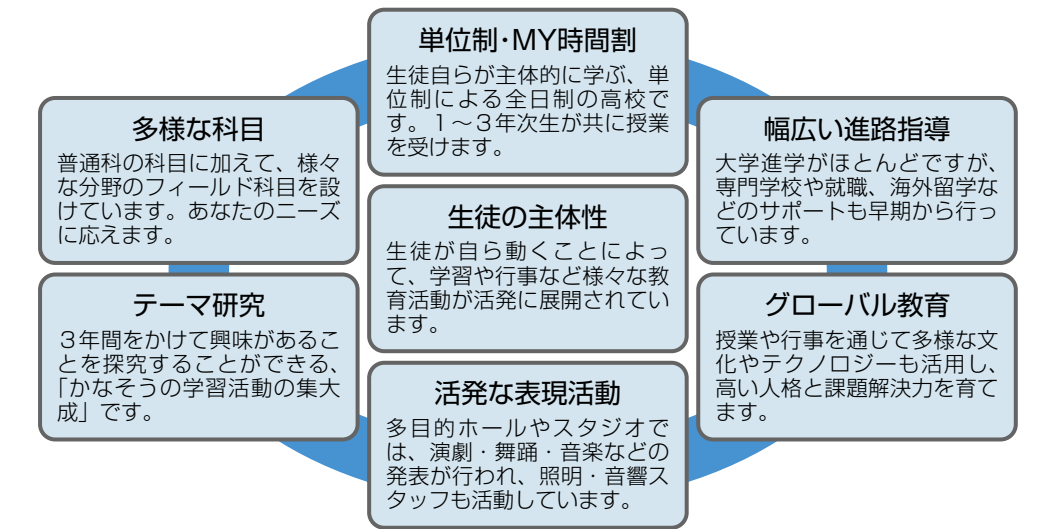 単位制・MY時間割
生徒自らが主体的に学ぶ、単
位制による全日制の高校で
す。１～３年次生が共に授業
を受けます。
多様な科目
普通科の科目に加えて、様々
な分野のフィールド科目を設
けています。あなたのニーズ
に応えます。
幅広い進路指導
大学進学がほとんどですが、
専門学校や就職、海外留学な
どのサポートも早期から行っ
ています。
生徒の主体性
生徒が自ら動くことによっ
て、学習や行事など様々な教
育活動が活発に展開されてい
ます。
テーマ研究
３年間をかけて興味があるこ
とを探究することができる、
「かなそうの学習活動の集大
成」です。
グローバル教育
授業や行事を通じて多様な文
化やテクノロジーも活用し、
高い人格と課題解決力を育て
ます。
活発な表現活動
多目的ホールやスタジオで
は、演劇・舞踊・音楽などの
発表が行われ、照明・音響ス
タッフも活動しています。